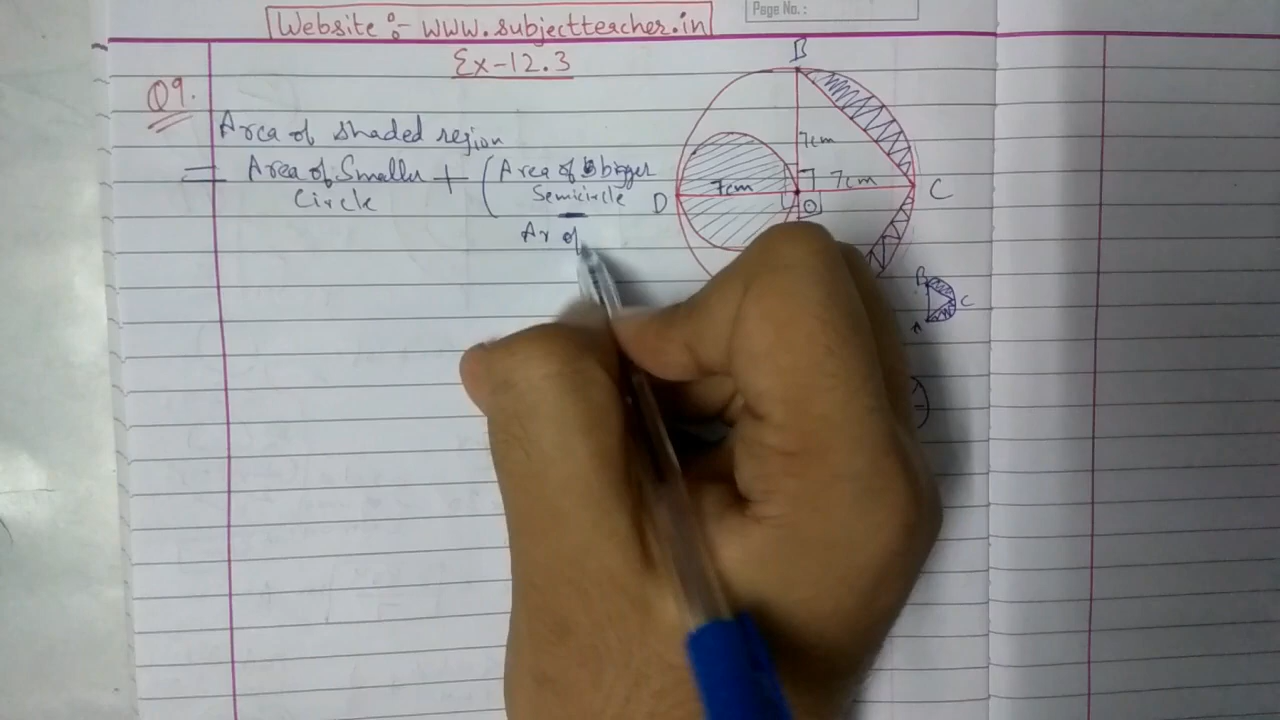 Page No.:
Website :- www.subjectteacher.in
Ex-12.3
Q9.
Area of shaded region
= Area of Smaller Circle + (Area of bigger Semicircle
-
Ar of
B
7cm
7cm
7cm
D
O
C
B
C
A